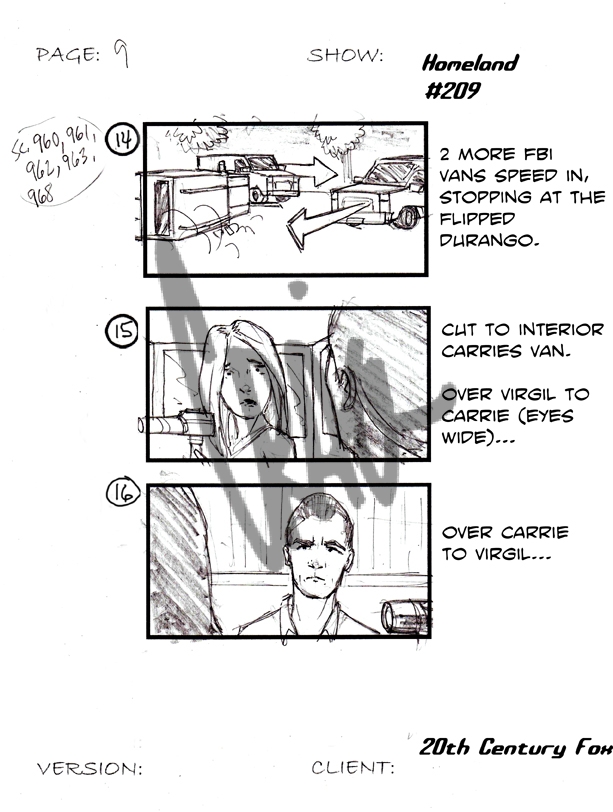 PAGE: 9
SHOW:
Homeland
#209
Sc. 960, 961,
962, 963,
968
14
2 MORE FBI
VANS SPEED IN,
STOPPING AT THE
FLIPPED
DURANGO.
15
CUT TO INTERIOR
CARRIES VAN.
OVER VIRGIL TO
CARRIE (EYES
WIDE)...
16
OVER CARRIE
TO VIRGIL...
20th Century Fox
VERSION:
CLIENT: